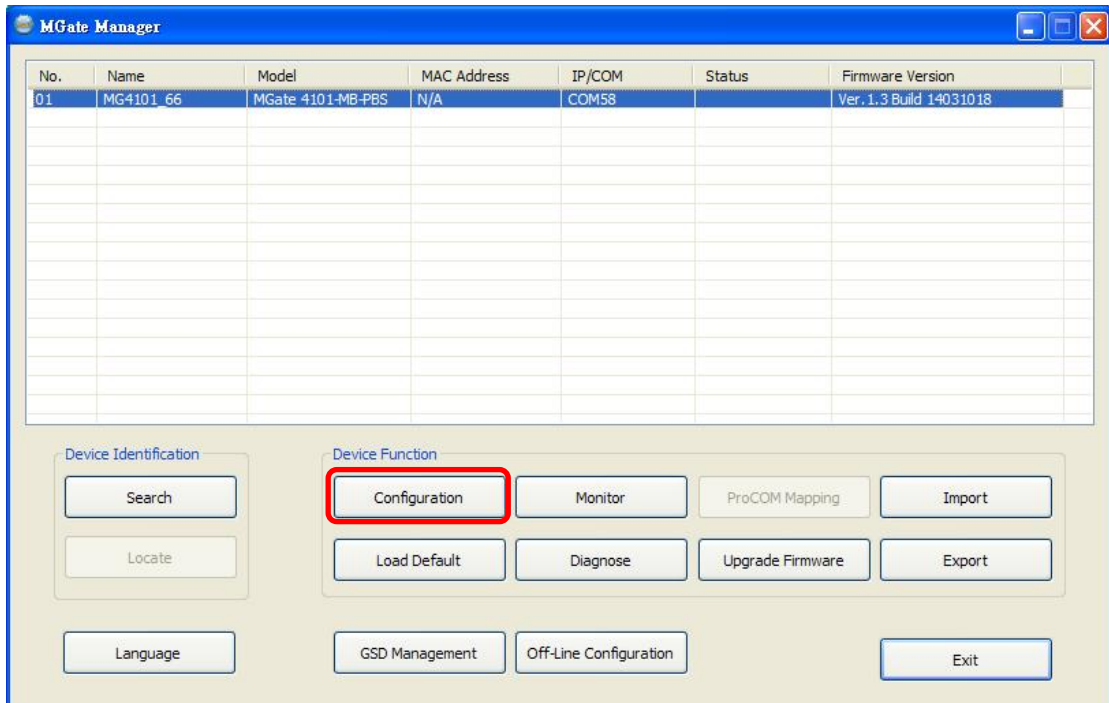 MGate Manager
No. Name Model MAC Address IP/COM Status Firmware Version
01 MG4101_66 MGate 4101-MB-PBS N/A COM58 Ver. 1.3 Build 14031018
Device Identification Device Function
Search Configuration Monitor ProCOM Mapping Import
Locate Load Default Diagnose Upgrade Firmware Export
Language GSD Management Off-Line Configuration Exit